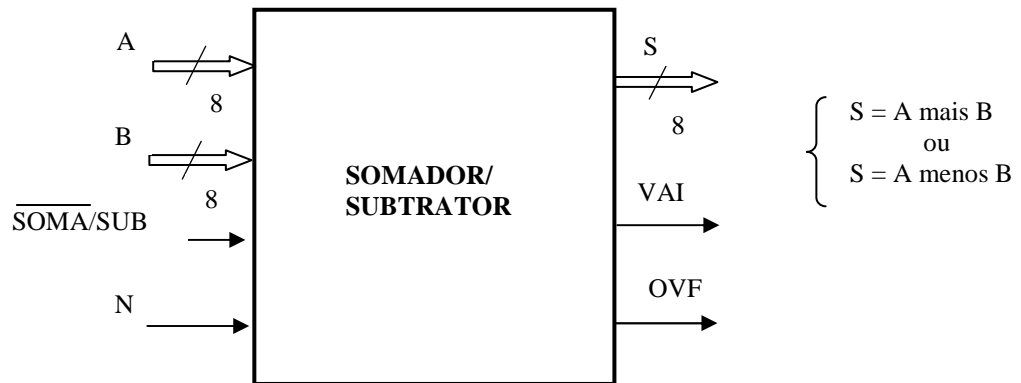 A
8
B
8
SOMA/SUB
N
SOMADOR/
SUBTRATOR
S
8
VAI
OVF
S = A mais B
ou
S = A menos B